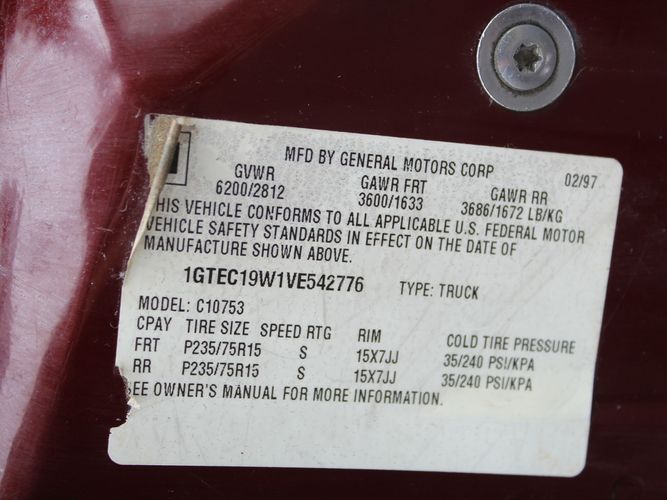 MFD BY GENERAL MOTORS CORP 02/97
GVWR GAWR FRT GAWR RR
6200/2812 3600/1633 3686/1672 LB/KG
THIS VEHICLE CONFORMS TO ALL APPLICABLE U.S. FEDERAL MOTOR
VEHICLE SAFETY STANDARDS IN EFFECT ON THE DATE OF
MANUFACTURE SHOWN ABOVE.
1GTEC19W1VE542776 TYPE: TRUCK
MODEL: C10753
CPAY TIRE SIZE SPEED RTG RIM COLD TIRE PRESSURE
FRT P235/75R15 S 15X7JJ 35/240 PSI/KPA
RR P235/75R15 S 15X7JJ 35/240 PSI/KPA
SEE OWNER'S MANUAL FOR MORE INFORMATION.